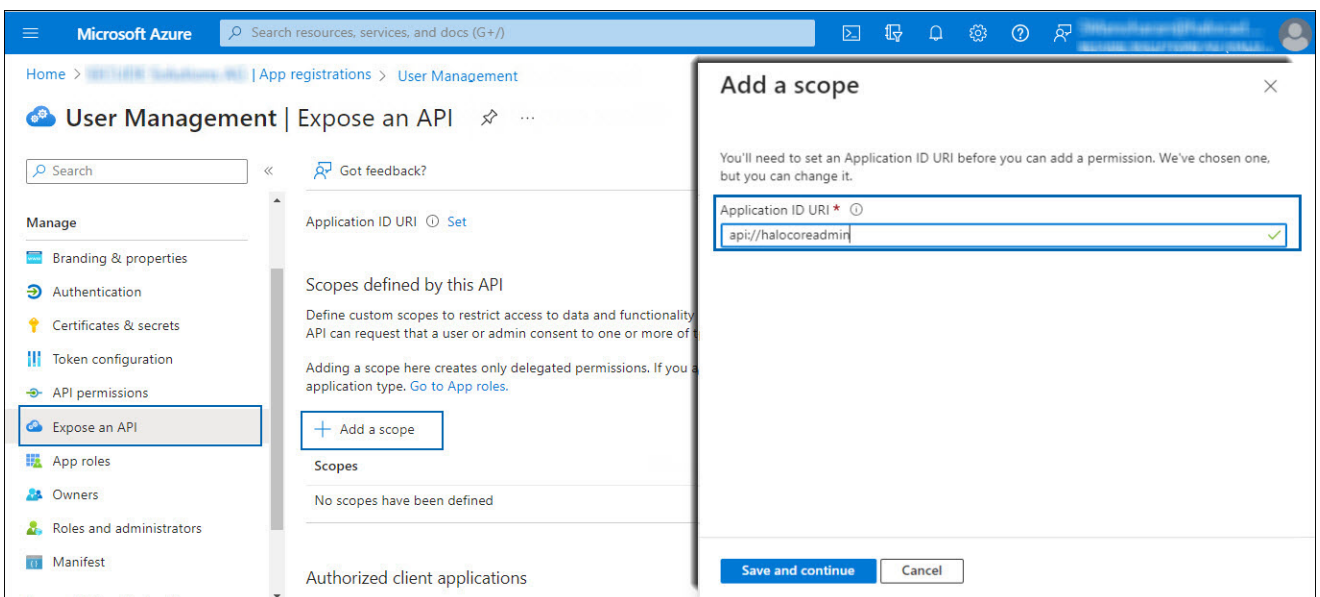 Microsoft Azure
Search resources, services, and docs (G+/)
Home > | App registrations > User Management
User Management | Expose an API
Search
«
Got feedback?
Manage
Branding & properties
Authentication
Certificates & secrets
Token configuration
API permissions
Expose an API
App roles
Owners
Roles and administrators
Manifest
Application ID URI Set
Scopes defined by this API
Define custom scopes to restrict access to data and functionality
API can request that a user or admin consent to one or more of
Adding a scope here creates only delegated permissions. If you
application type. Go to App roles.
+ Add a scope
Scopes
No scopes have been defined
Authorized client applications
Add a scope
You'll need to set an Application ID URI before you can add a permission. We've chosen one,
but you can change it.
Application ID URI *
api://halocoreadmin
Save and continue
Cancel